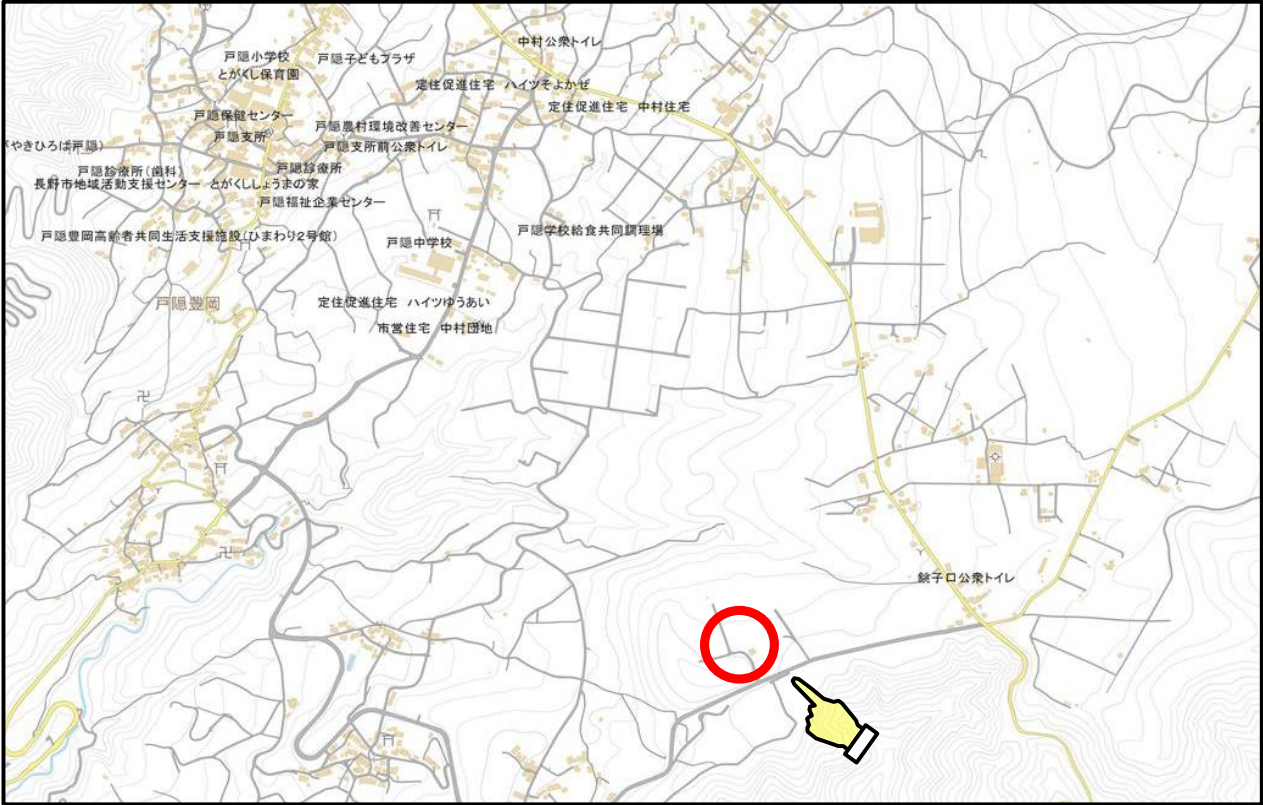 中村公衆トイレ
戸隠小学校
戸隠子どもプラザ
とがくし保育園
定住促進住宅 ハイツそよかぜ
定住促進住宅 中村住宅
戸隠保健センター
戸隠農村環境改善センター
戸隠支所
戸隠支所前公衆トイレ
やきひろば戸隠)
戸隠診療所(歯科)
戸隠診療所
長野市地域活動支援センター とがくししょうまの家
戸隠福祉企業センター
戸隠豊岡高齢者共同生活支援施設(ひまわり2号館)
戸隠中学校
戸隠学校給食共同調理場
戸隠豊岡
定住促進住宅 ハイツゆうあい
市営住宅 中村団地
銚子口公衆トイレ